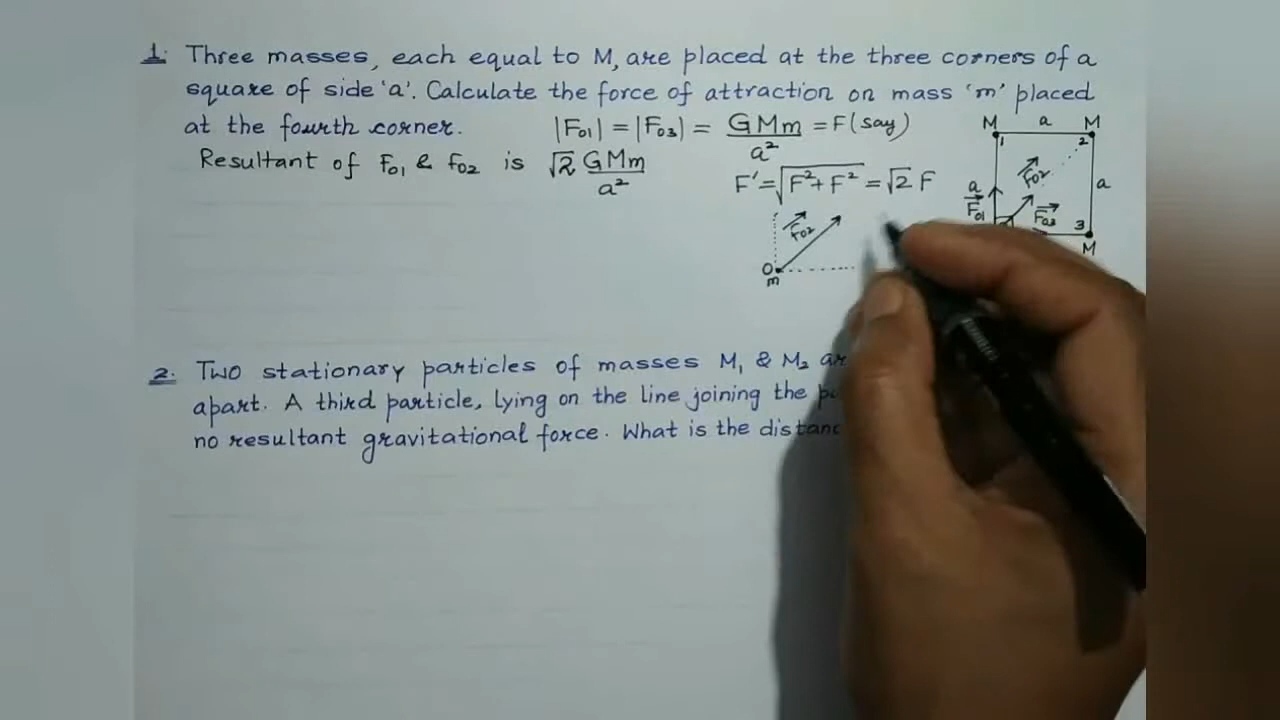 1. Three masses, each equal to M, are placed at the three corners of a
square of side 'a'. Calculate the force of attraction on mass 'm' placed
at the fourth corner. |F01| = |F03| = GMm/a² = F (say)
Resultant of F01 & F02 is √2 GMm/a²
F' = √(F²+F²) = √2 F
M a M
1 2
a F02 a
F01 F03 3
M
F02
O
m
2. Two stationary particles of masses M₁ & M₂
apart. A third particle, lying on the line joining the
no resultant gravitational force. What is the